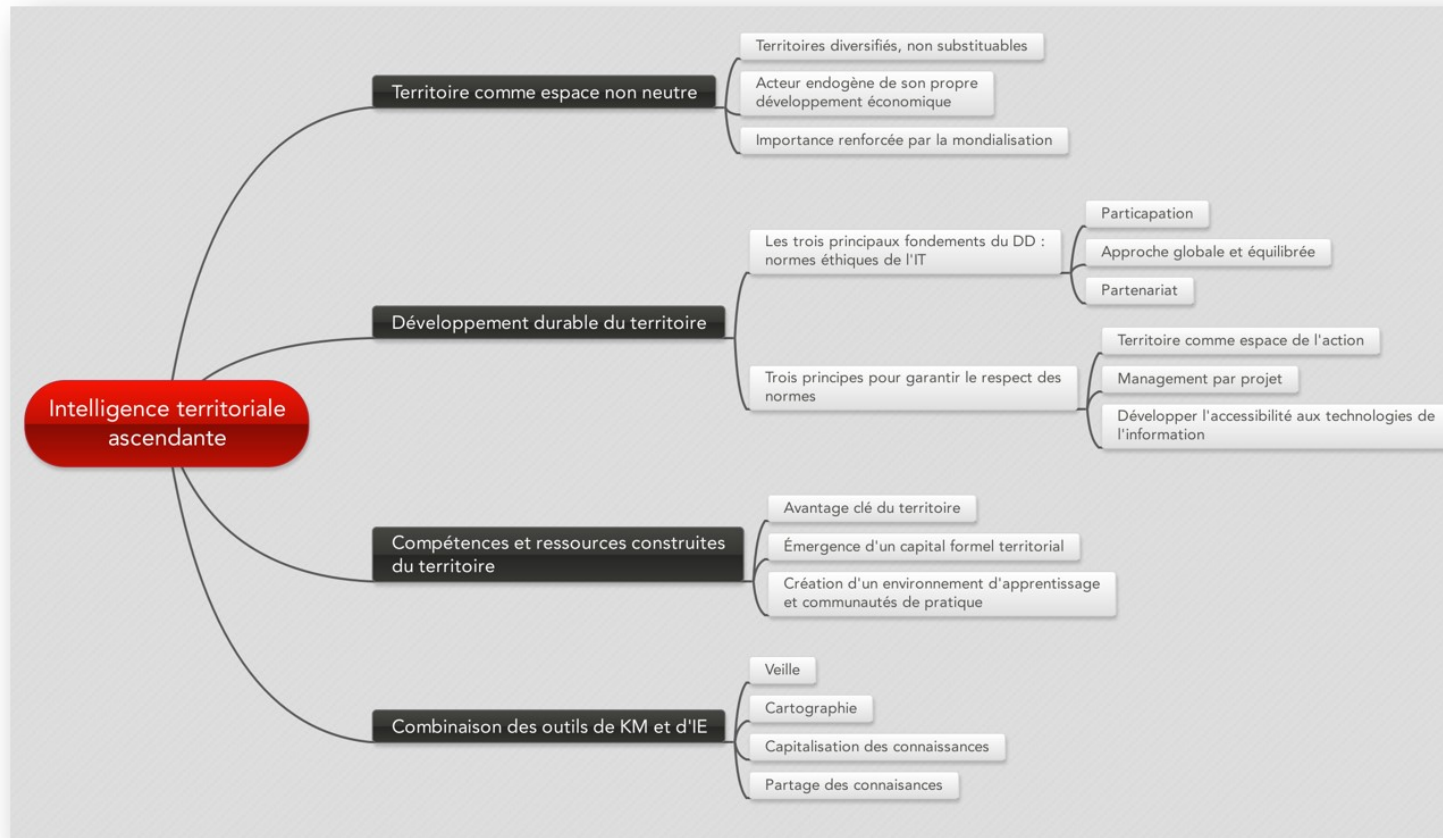 Intelligence territoriale
ascendante
Territoire comme espace non neutre
Territoires diversifiés, non substituables
Acteur endogène de son propre
développement économique
Importance renforcée par la mondialisation
Développement durable du territoire
Les trois principaux fondements du DD :
normes éthiques de l'IT
Particapation
Approche globale et équilibrée
Partenariat
Trois principes pour garantir le respect des
normes
Territoire comme espace de l'action
Management par projet
Développer l'accessibilité aux technologies de
l'information
Compétences et ressources construites
du territoire
Avantage clé du territoire
Émergence d'un capital formel territorial
Création d'un environnement d'apprentissage
et communautés de pratique
Combinaison des outils de KM et d'IE
Veille
Cartographie
Capitalisation des connaissances
Partage des connaisances